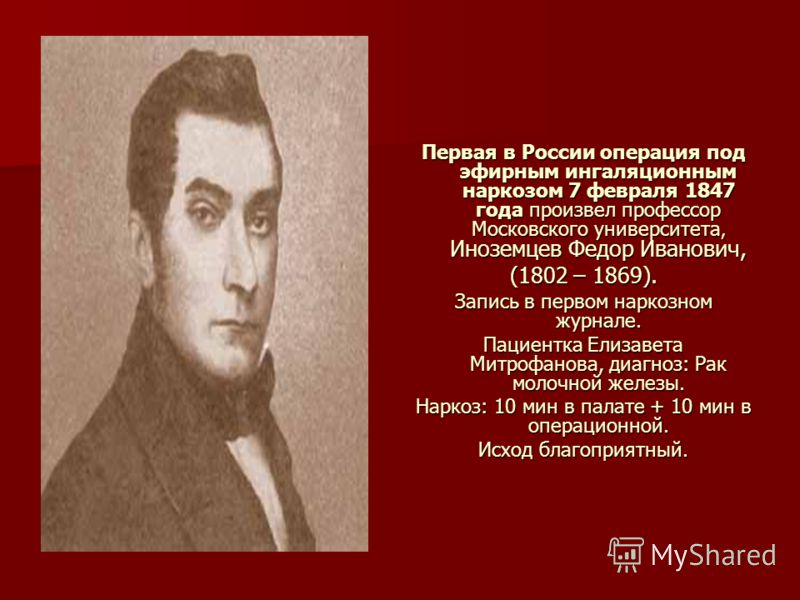 Первая в России операция под
эфирным ингаляционным
наркозом 7 февраля 1847
года произвел профессор
Московского университета,
Иноземцев Федор Иванович,
(1802 – 1869).
Запись в первом наркозном
журнале.
Пациентка Елизавета
Митрофанова, диагноз: Рак
молочной железы.
Наркоз: 10 мин в палате + 10 мин в
операционной.
Исход благоприятный.
MyShared